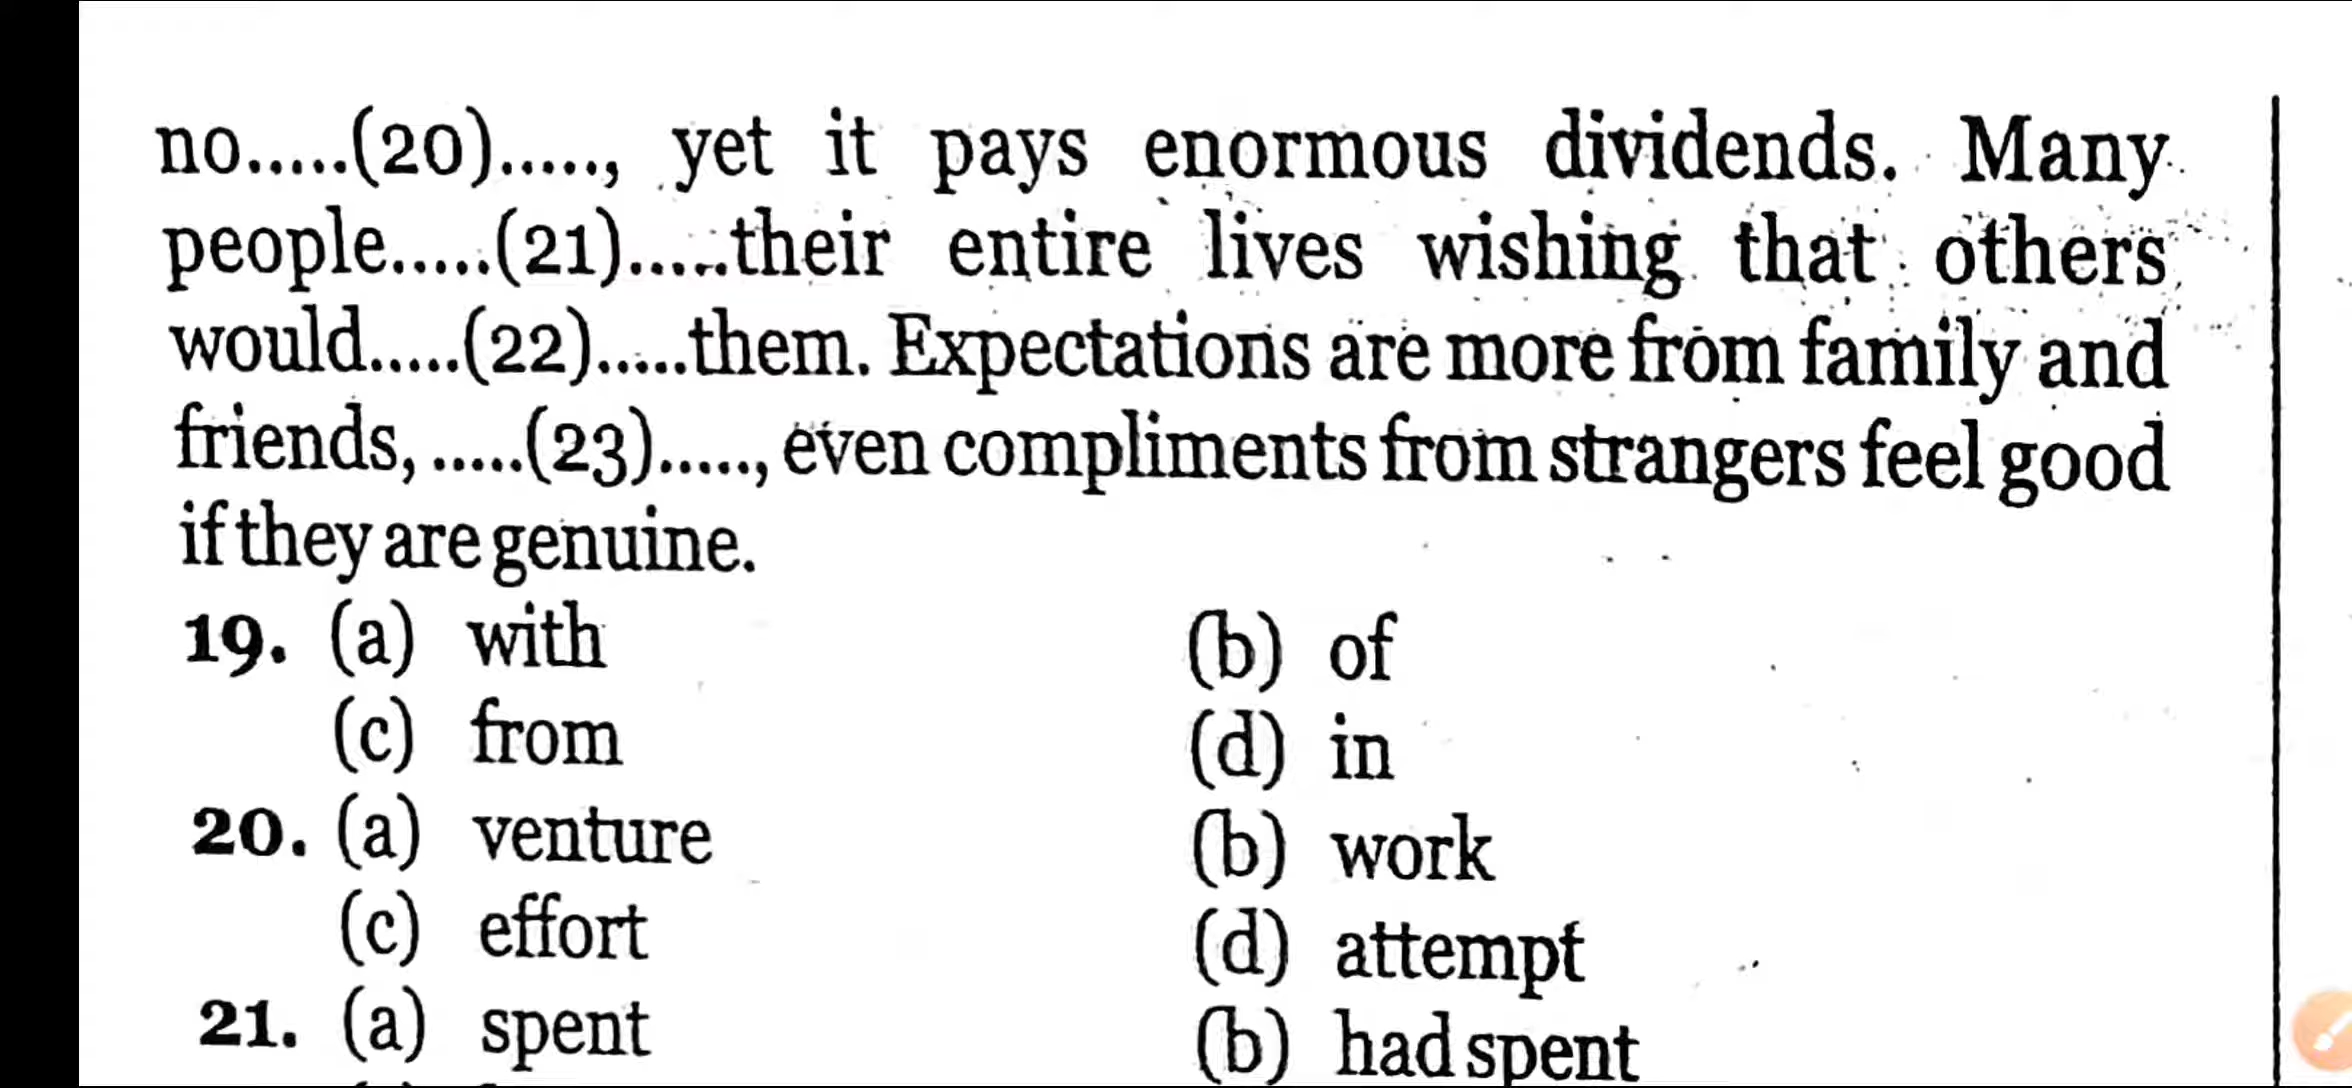 no.....(20)....., yet it pays enormous dividends. Many
people.....(21).....their entire lives wishing that others
would.....(22).....them. Expectations are more from family and
friends, .....(23)....., even compliments from strangers feel good
if they are genuine.
19. (a) with (b) of
(c) from (d) in
20. (a) venture (b) work
(c) effort (d) attempt
21. (a) spent (b) had spent